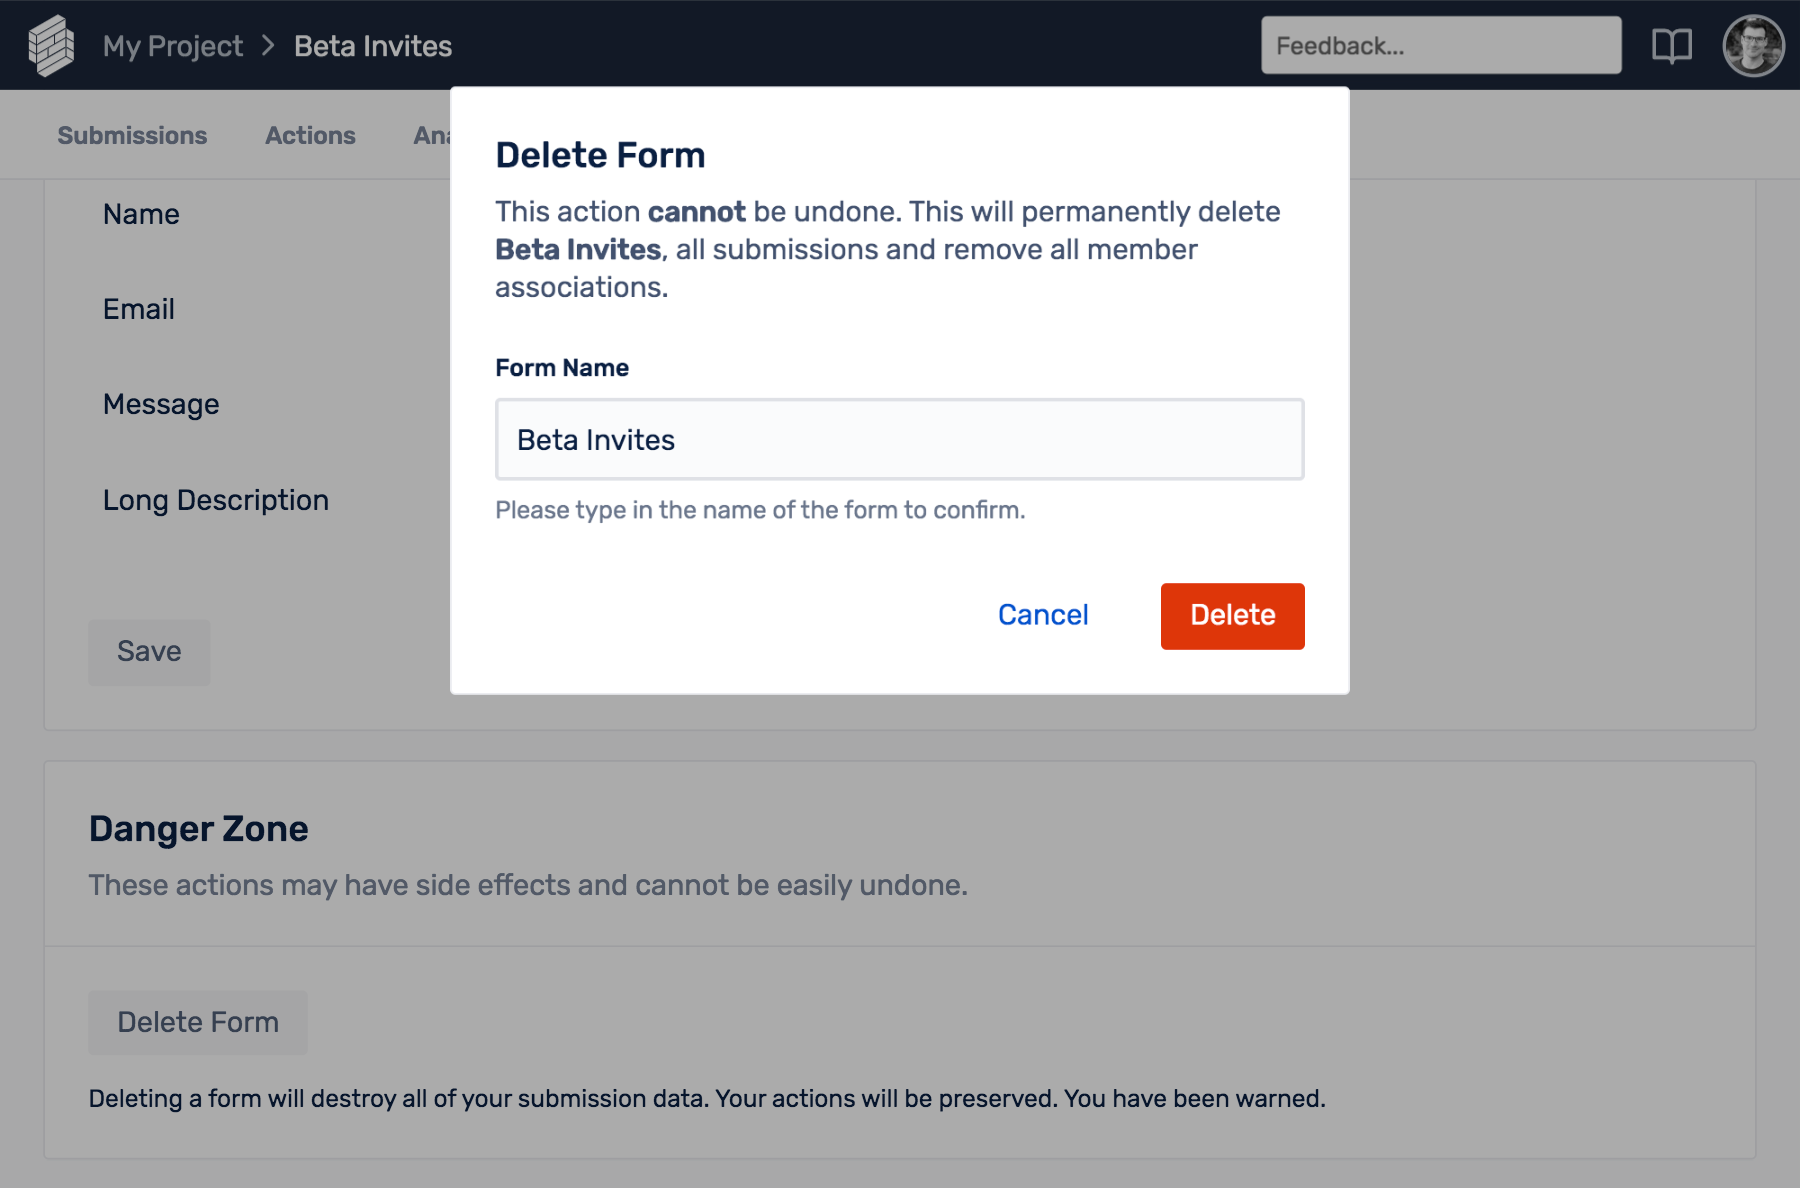 My Project > Beta Invites
Feedback...
Submissions Actions
Name
Email
Message
Long Description
Save
Delete Form
This action cannot be undone. This will permanently delete
Beta Invites, all submissions and remove all member
associations.
Form Name
Beta Invites
Please type in the name of the form to confirm.
Cancel Delete
Danger Zone
These actions may have side effects and cannot be easily undone.
Delete Form
Deleting a form will destroy all of your submission data. Your actions will be preserved. You have been warned.